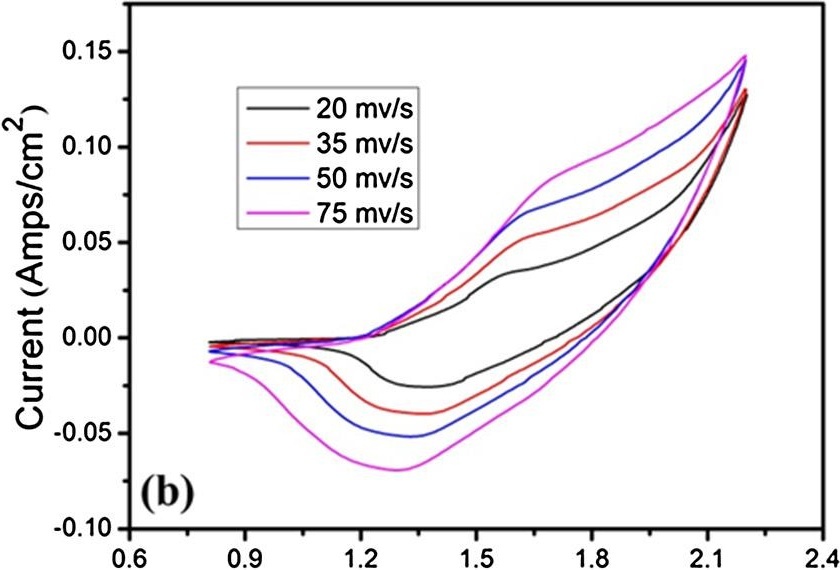 0.15
0.10
0.05
0.00
-0.05
-0.10
Current (Amps/cm²)
20 mv/s
35 mv/s
50 mv/s
75 mv/s
(b)
0.6 0.9 1.2 1.5 1.8 2.1 2.4